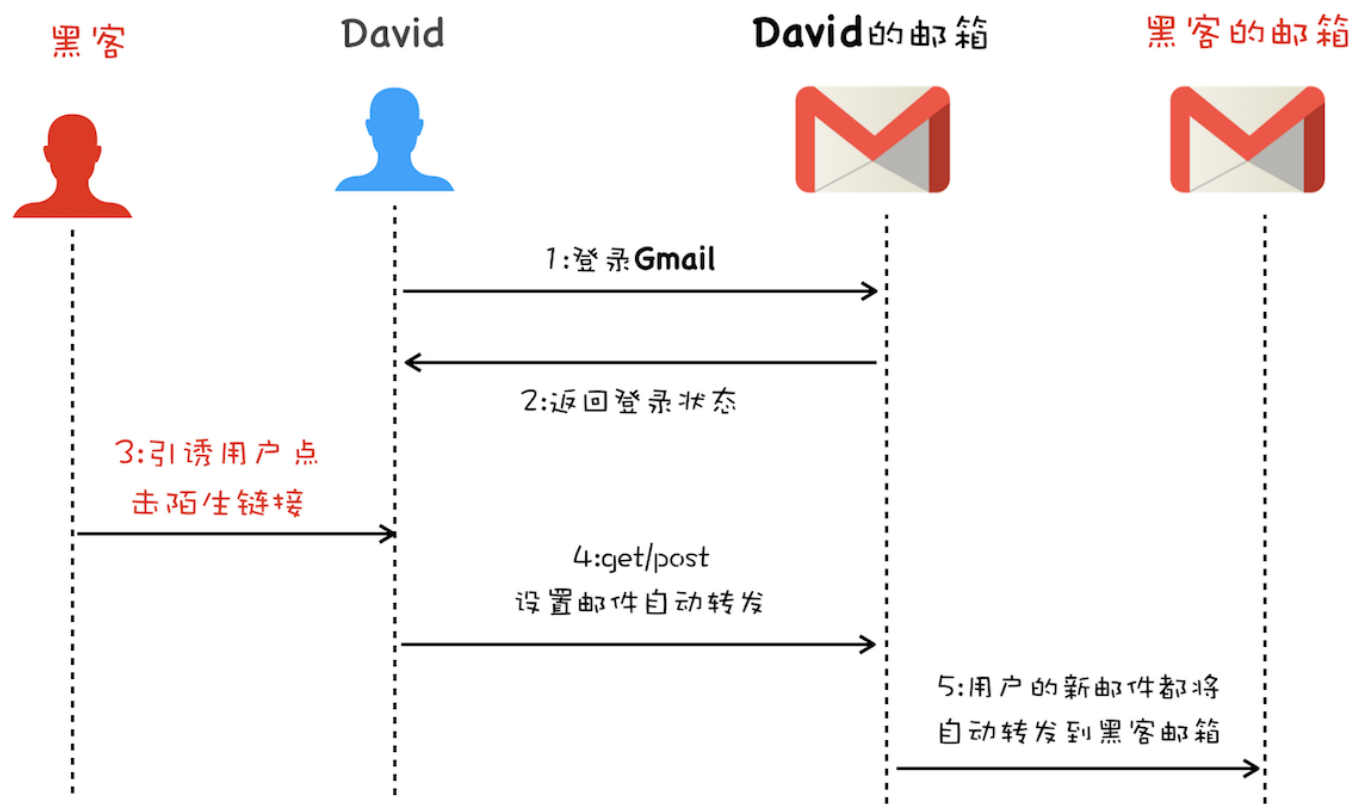 黑客
David
David的邮箱
黑客的邮箱
1:登录Gmail
2:返回登录状态
3:引诱用户点
击陌生链接
4:get/post
设置邮件自动转发
5:用户的新邮件都将
自动转发到黑客邮箱